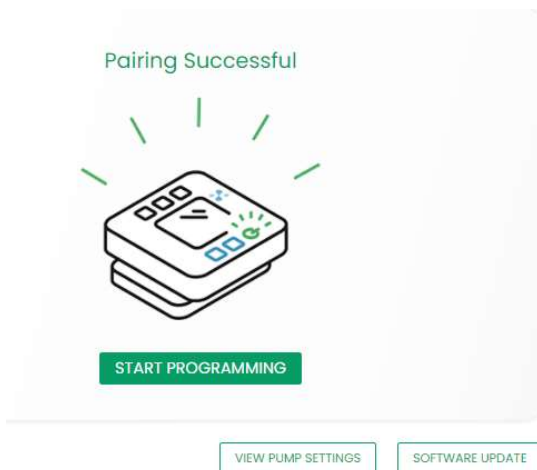 Pairing Successful
START PROGRAMMING
VIEW PUMP SETTINGS
SOFTWARE UPDATE